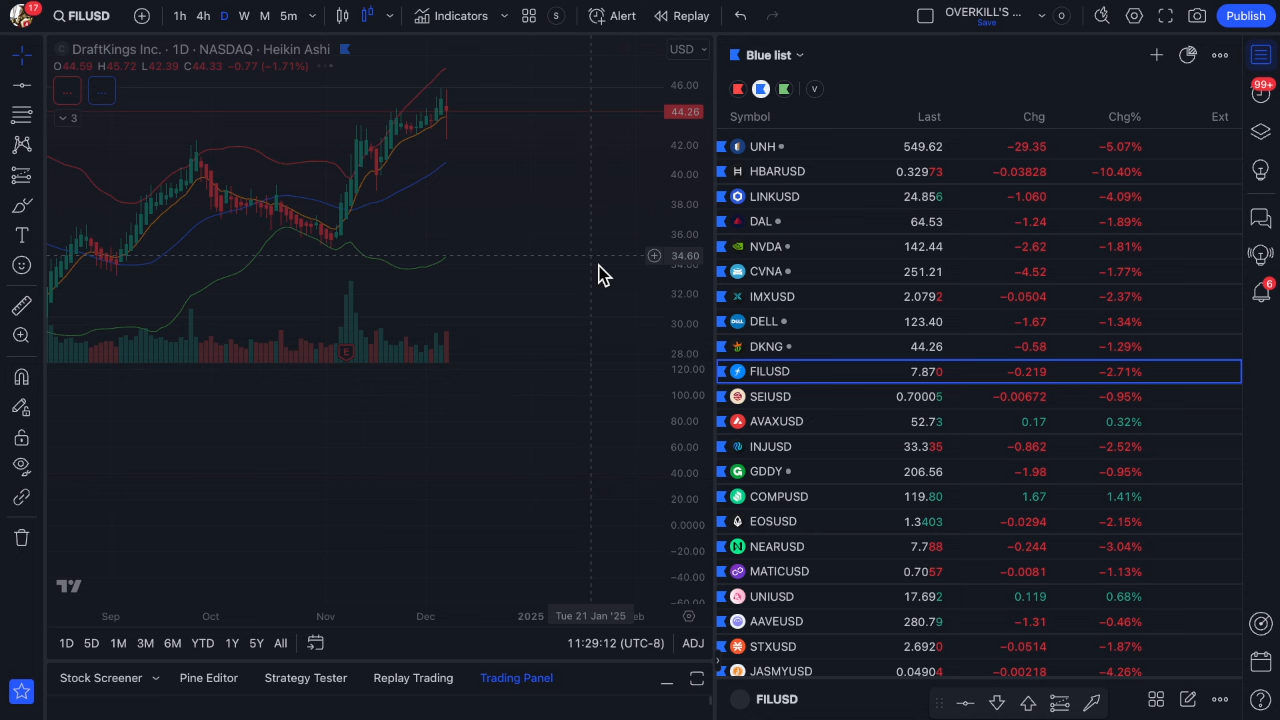 17 FILUSD 1h 4h D W M 5m Indicators S Alert Replay OVERKILL'S ... Save O Publish
C DraftKings Inc. · 1D · NASDAQ · Heikin Ashi USD
O44.59 H45.72 L42.39 C44.33 −0.77 (−1.71%) ...
... ...
3
46.00
44.26
42.00
40.00
38.00
36.00
34.60
34.00
32.00
30.00
28.00
120.00
100.00
80.00
60.00
40.00
20.00
0.0000
−20.00
−40.00
−60.00
E
Sep Oct Nov Dec 2025 Tue 21 Jan '25 eb
1D 5D 1M 3M 6M YTD 1Y 5Y All 11:29:12 (UTC-8) ADJ
Stock Screener Pine Editor Strategy Tester Replay Trading Trading Panel
Blue list
V
Symbol Last Chg Chg% Ext
UNH 549.62 −29.35 −5.07%
HBARUSD 0.32973 −0.03828 −10.40%
LINKUSD 24.856 −1.060 −4.09%
DAL 64.53 −1.24 −1.89%
NVDA 142.44 −2.62 −1.81%
CVNA 251.21 −4.52 −1.77%
IMXUSD 2.0792 −0.0504 −2.37%
DELL DELL 123.40 −1.67 −1.34%
DKNG 44.26 −0.58 −1.29%
FILUSD 7.870 −0.219 −2.71%
SEIUSD 0.70005 −0.00672 −0.95%
AVAXUSD 52.73 0.17 0.32%
INJUSD 33.335 −0.862 −2.52%
GDDY 206.56 −1.98 −0.95%
COMPUSD 119.80 1.67 1.41%
EOSUSD 1.3403 −0.0294 −2.15%
NEARUSD 7.788 −0.244 −3.04%
MATICUSD 0.7057 −0.0081 −1.13%
UNIUSD 17.692 0.119 0.68%
AAVEUSD 280.79 −1.31 −0.46%
STXUSD 2.6920 −0.0514 −1.87%
JASMYUSD 0.04904 −0.00218 −4.26%
FILUSD
99+
6